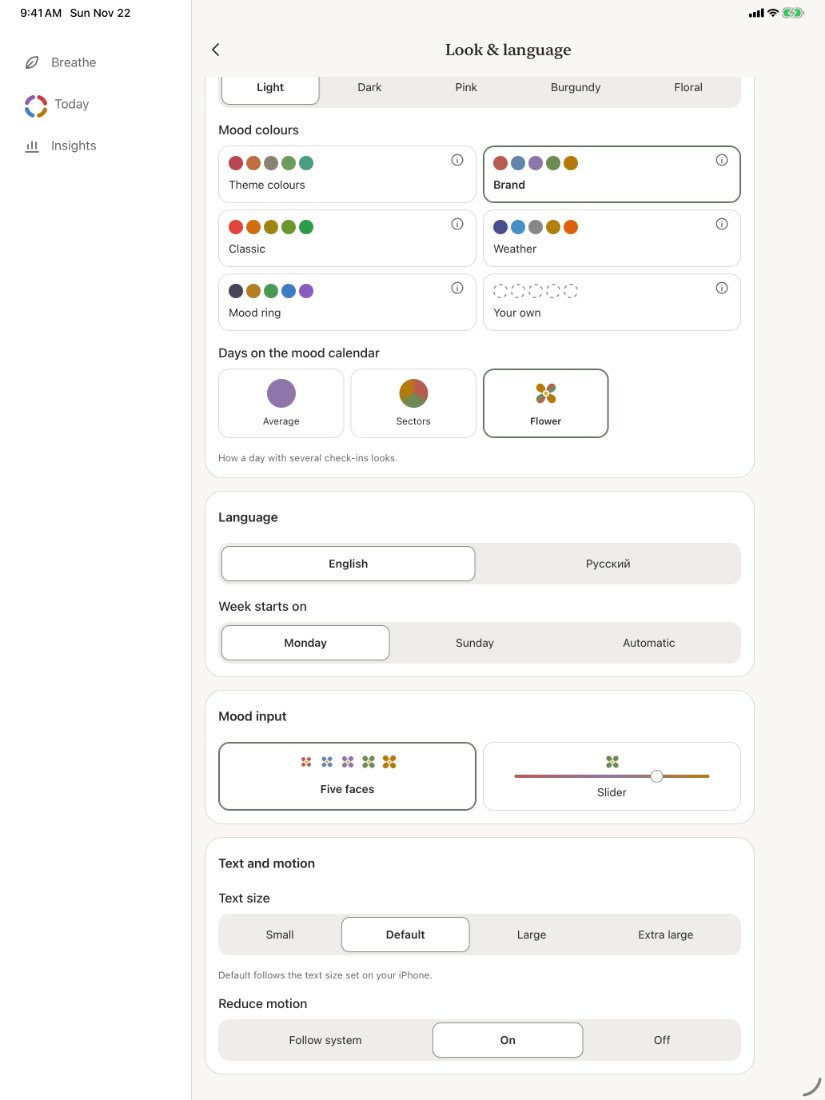 9:41 AM Sun Nov 22
Breathe
Today
Insights
Look & language
Light
Dark
Pink
Burgundy
Floral
Mood colours
Theme colours
Brand
Classic
Weather
Mood ring
Your own
Days on the mood calendar
Average
Sectors
Flower
How a day with several check-ins looks.
Language
English
Русский
Week starts on
Monday
Sunday
Automatic
Mood input
Five faces
Slider
Text and motion
Text size
Small
Default
Large
Extra large
Default follows the text size set on your iPhone.
Reduce motion
Follow system
On
Off